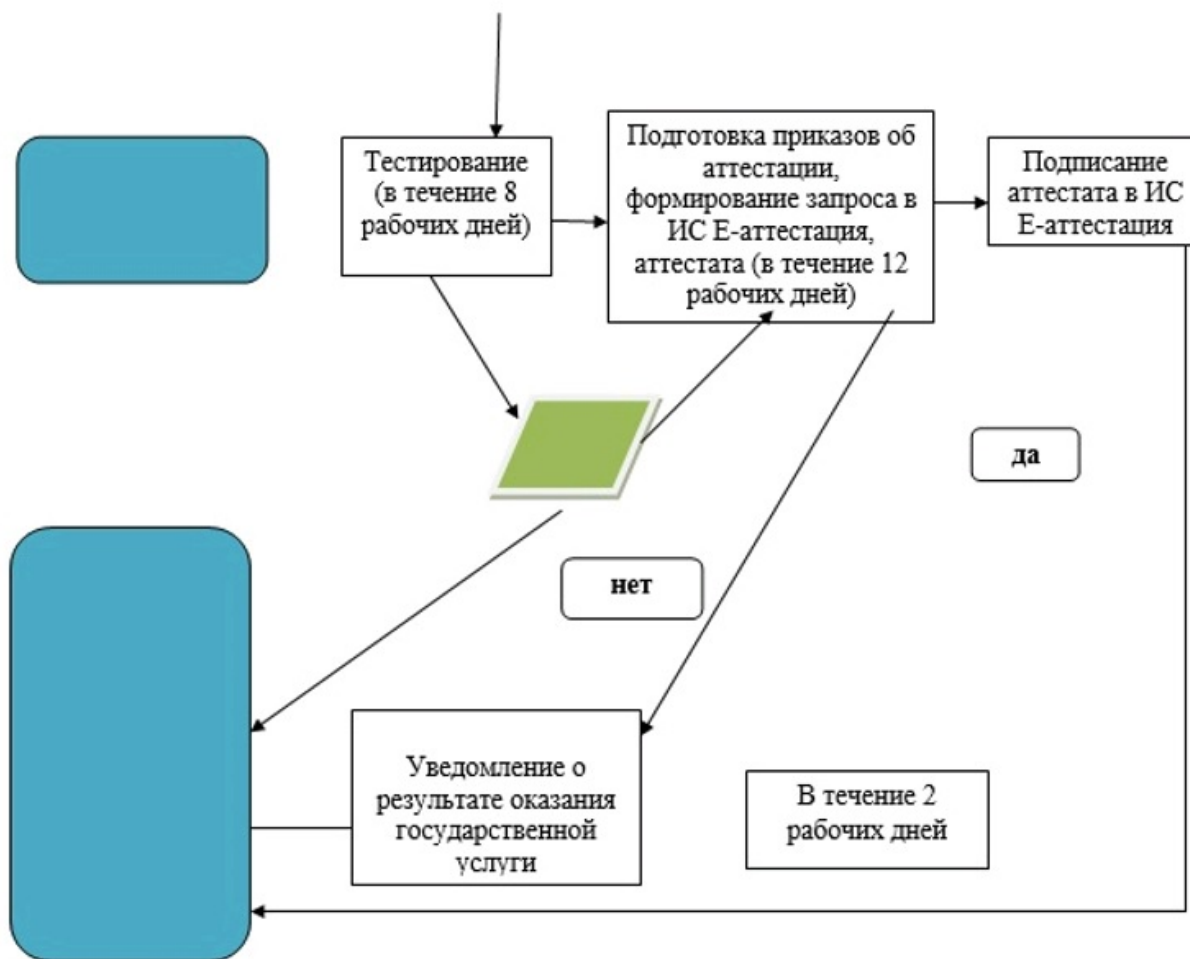 Тестирование
(в течение 8
рабочих дней)
Подготовка приказов об
аттестации,
формирование запроса в
ИС Е-аттестация,
аттестата (в течение 12
рабочих дней)
Подписание
аттестата в ИС
Е-аттестация
да
нет
Уведомление о
результате оказания
государственной
услуги
В течение 2
рабочих дней